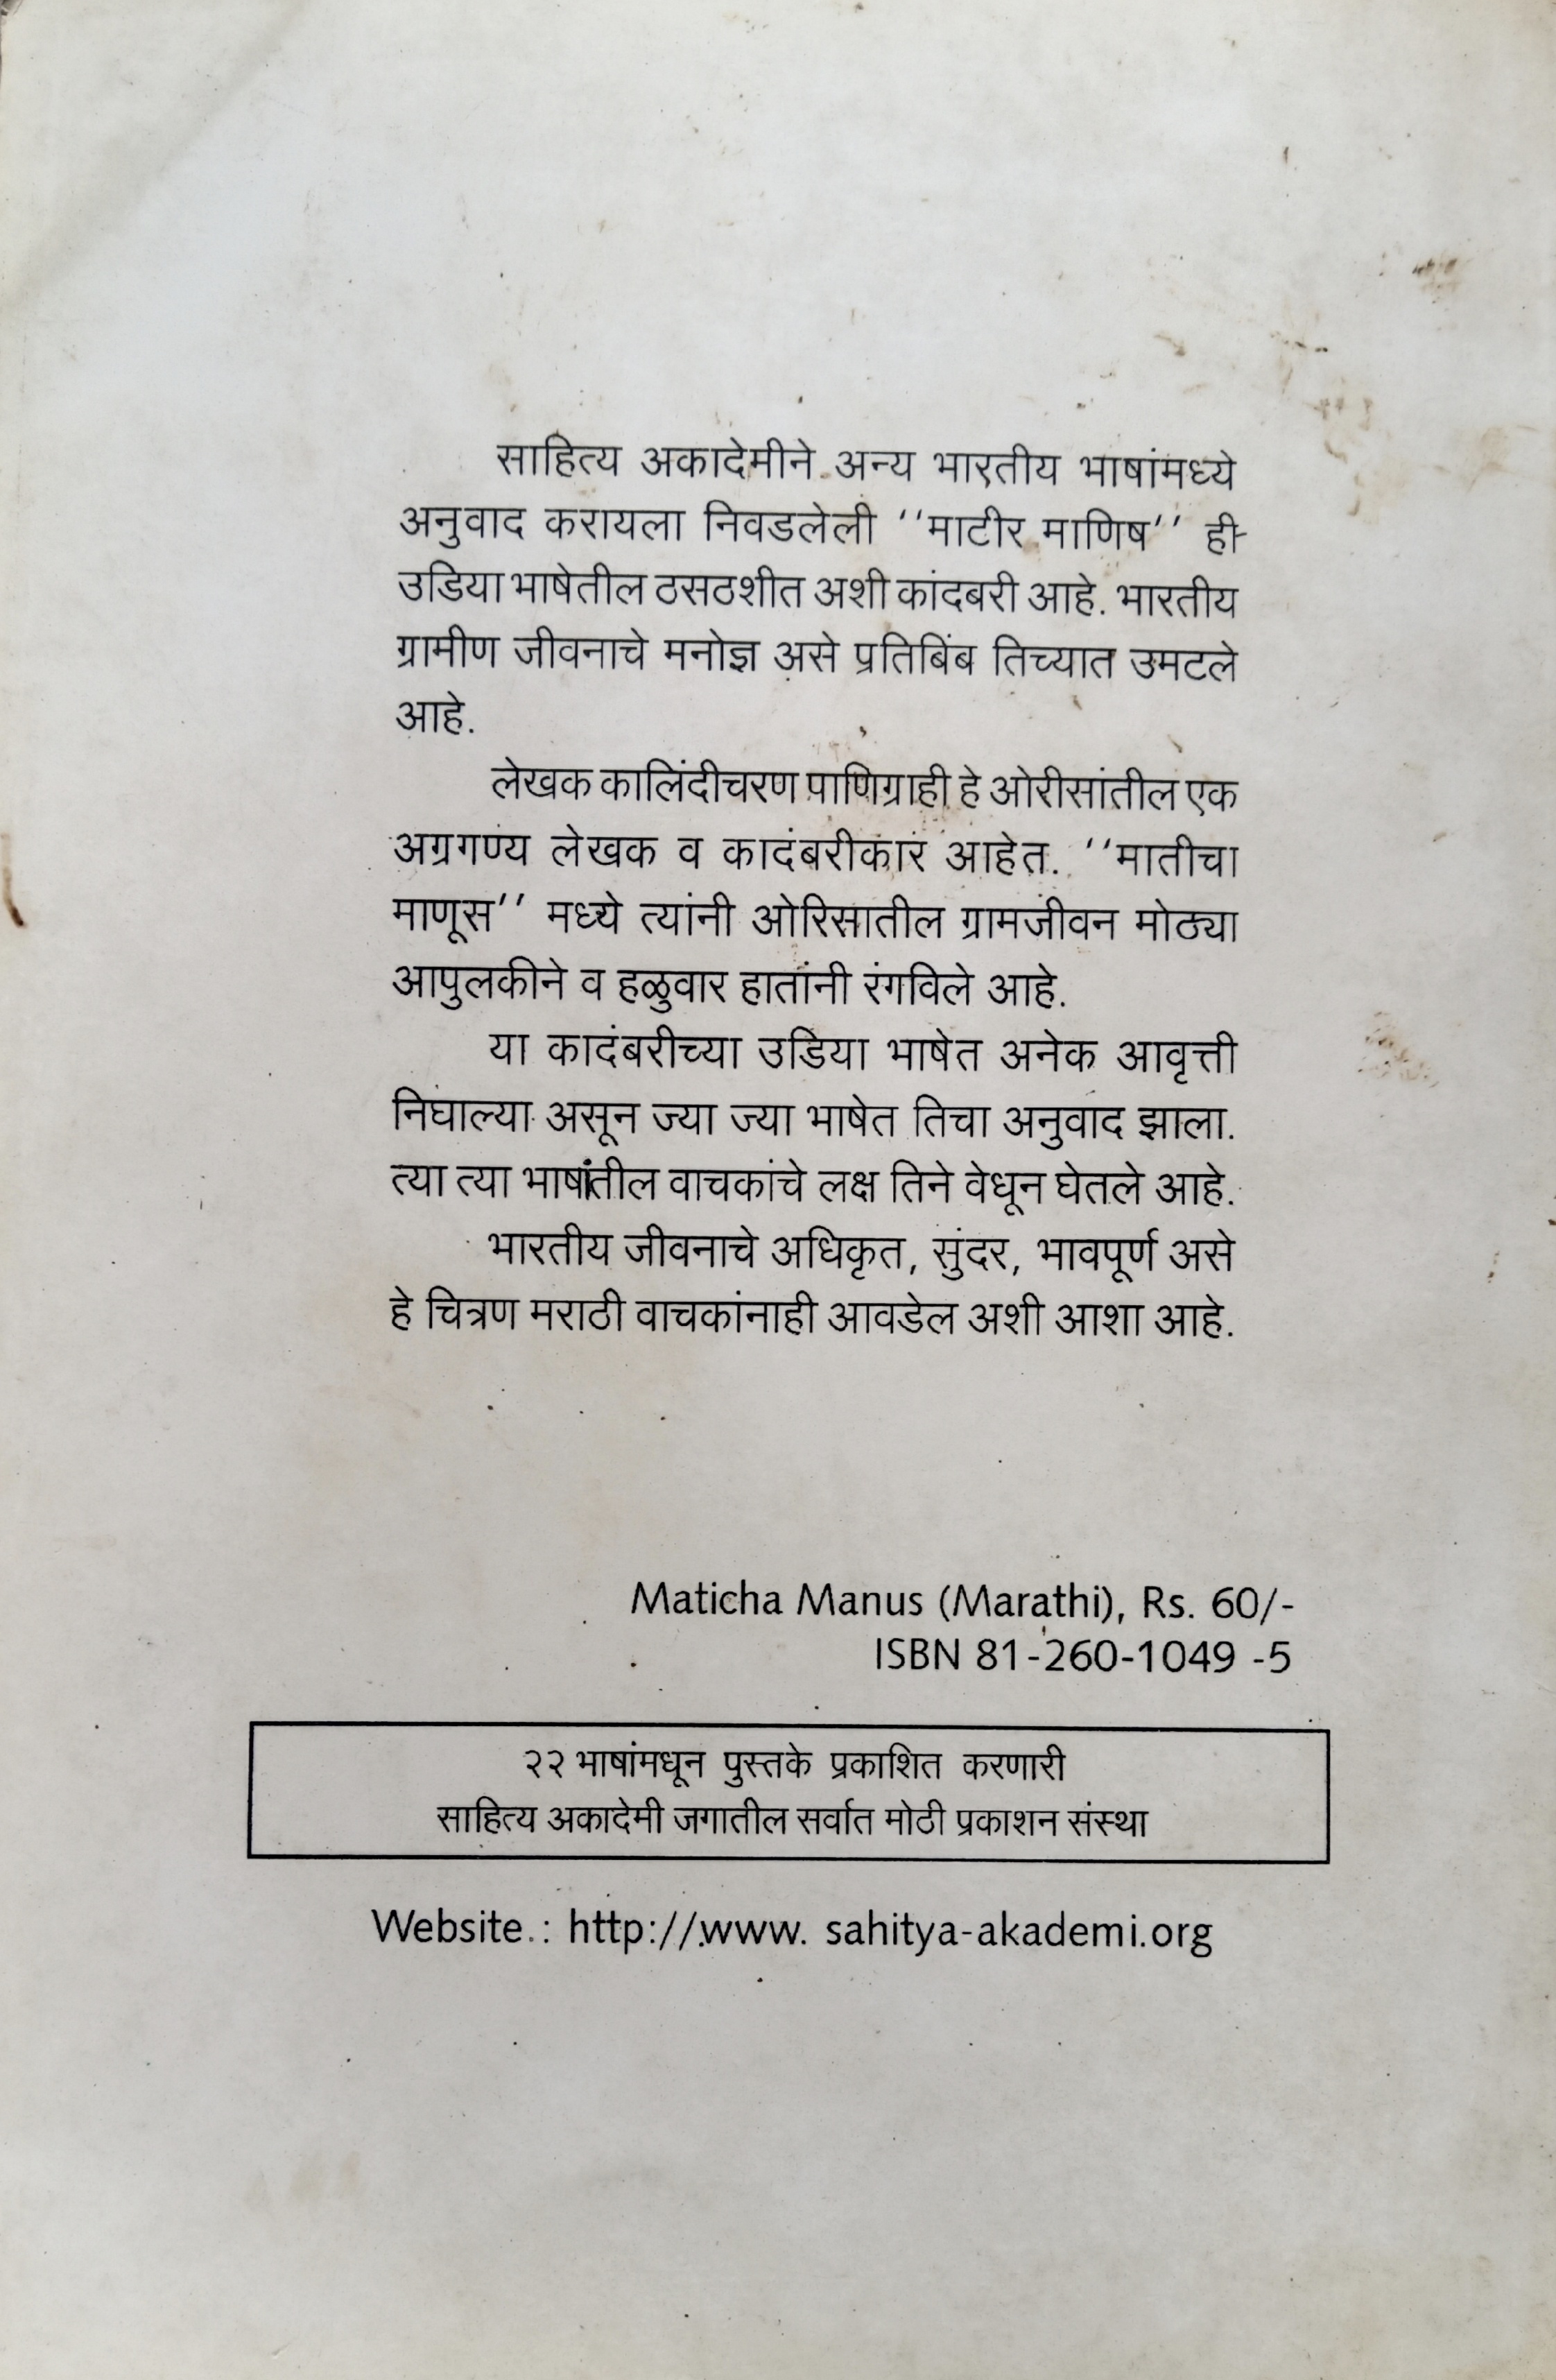 साहित्य अकादेमीने अन्य भारतीय भाषांमध्ये
अनुवाद करायला निवडलेली ‘‘माटीर माणिष’’ ही
उडिया भाषेतील ठसठशीत अशी कांदबरी आहे. भारतीय
ग्रामीण जीवनाचे मनोज्ञ असे प्रतिबिंब तिच्यात उमटले
आहे.
लेखक कालिंदीचरण पाणिग्राही हे ओरीसांतील एक
अग्रगण्य लेखक व कादंबरीकार आहेत. ‘‘मातीचा
माणूस’’ मध्ये त्यांनी ओरिसातील ग्रामजीवन मोठ्या
आपुलकीने व हळुवार हातांनी रंगविले आहे.
या कादंबरीच्या उडिया भाषेत अनेक आवृत्ती
निघाल्या असून ज्या ज्या भाषेत तिचा अनुवाद झाला.
त्या त्या भाषांतील वाचकांचे लक्ष तिने वेधून घेतले आहे.
भारतीय जीवनाचे अधिकृत, सुंदर, भावपूर्ण असे
हे चित्रण मराठी वाचकांनाही आवडेल अशी आशा आहे.
Maticha Manus (Marathi), Rs. 60/-
ISBN 81-260-1049 -5
२२ भाषांमधून पुस्तके प्रकाशित करणारी
साहित्य अकादेमी जगातील सर्वात मोठी प्रकाशन संस्था
Website : http://www. sahitya-akademi.org